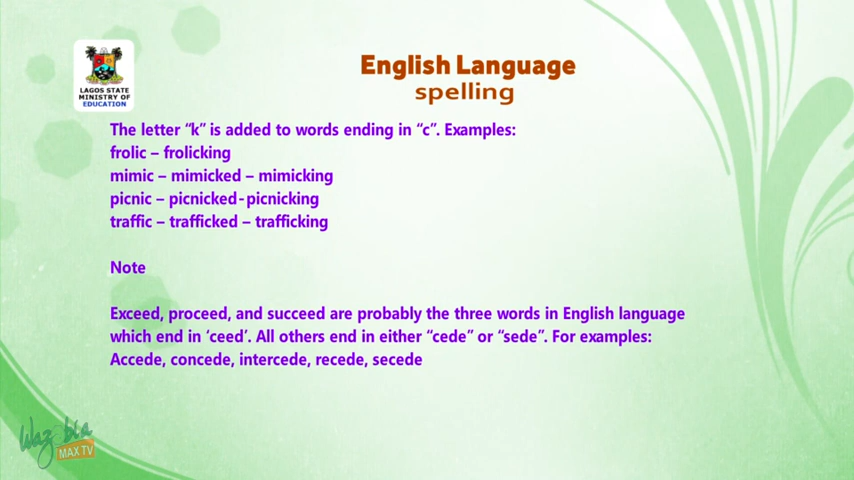 LAGOS STATE
MINISTRY OF
EDUCATION
English Language
spelling
The letter “k” is added to words ending in “c”. Examples:
frolic – frolicking
mimic – mimicked – mimicking
picnic – picnicked-picnicking
traffic – trafficked – trafficking
Note
Exceed, proceed, and succeed are probably the three words in English language
which end in ‘ceed’. All others end in either “cede” or “sede”. For examples:
Accede, concede, intercede, recede, secede
Wazobia
MAX TV